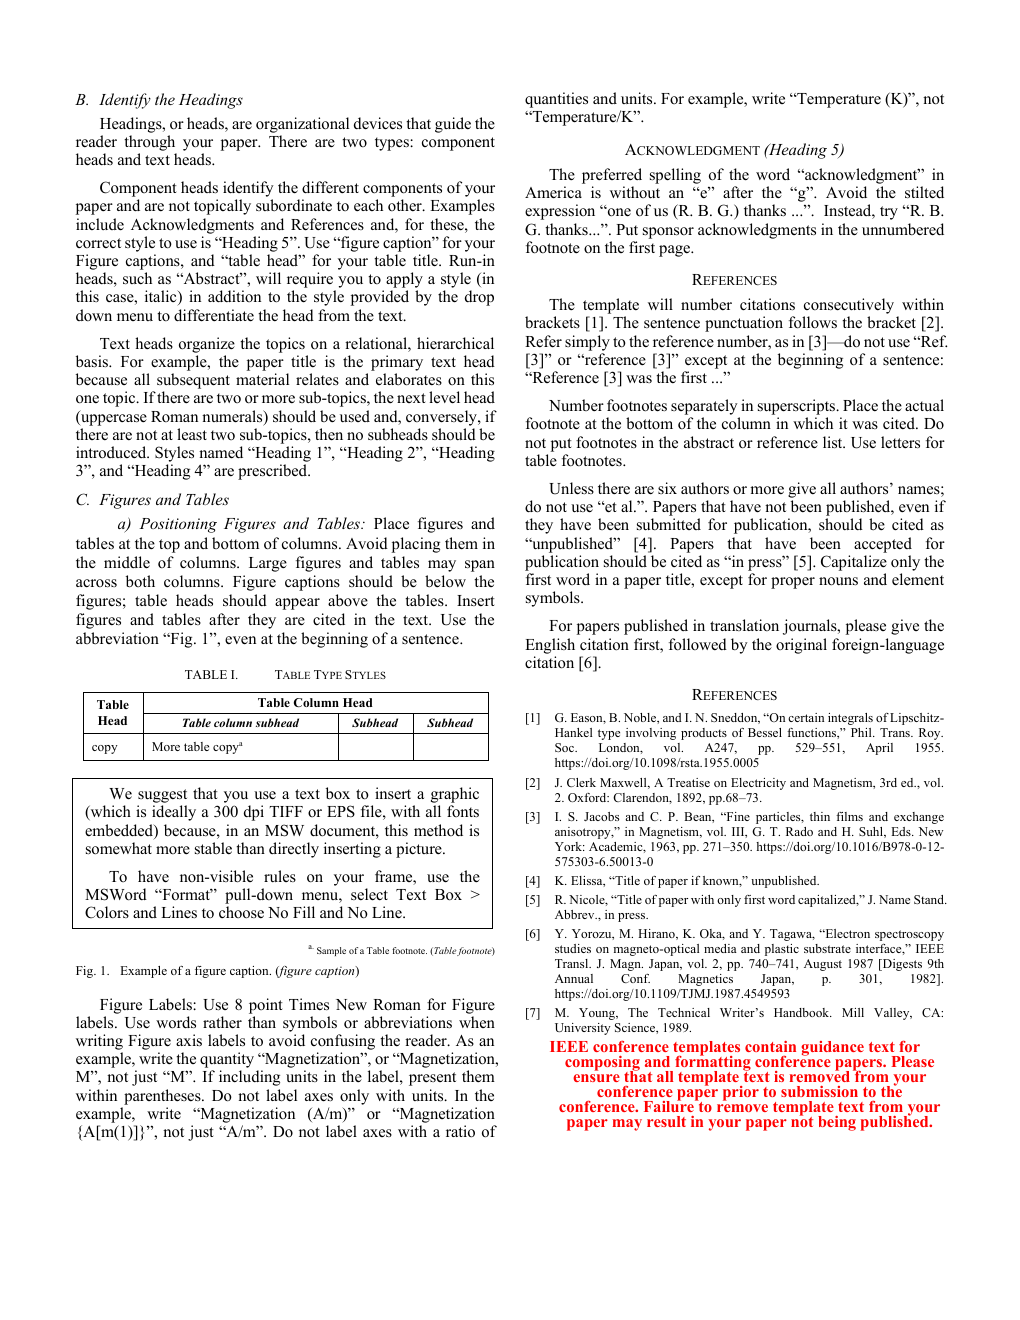 B. Identify the Headings
Headings, or heads, are organizational devices that guide the
reader through your paper. There are two types: component
heads and text heads.
Component heads identify the different components of your
paper and are not topically subordinate to each other. Examples
include Acknowledgments and References and, for these, the
correct style to use is “Heading 5”. Use “figure caption” for your
Figure captions, and “table head” for your table title. Run-in
heads, such as “Abstract”, will require you to apply a style (in
this case, italic) in addition to the style provided by the drop
down menu to differentiate the head from the text.
Text heads organize the topics on a relational, hierarchical
basis. For example, the paper title is the primary text head
because all subsequent material relates and elaborates on this
one topic. If there are two or more sub-topics, the next level head
(uppercase Roman numerals) should be used and, conversely, if
there are not at least two sub-topics, then no subheads should be
introduced. Styles named “Heading 1”, “Heading 2”, “Heading
3”, and “Heading 4” are prescribed.
C. Figures and Tables
a) Positioning Figures and Tables: Place figures and
tables at the top and bottom of columns. Avoid placing them in
the middle of columns. Large figures and tables may span
across both columns. Figure captions should be below the
figures; table heads should appear above the tables. Insert
figures and tables after they are cited in the text. Use the
abbreviation “Fig. 1”, even at the beginning of a sentence.
TABLE I. TABLE TYPE STYLES
Table Head
Table Column Head
Table column subhead Subhead Subhead
copy More table copyᵃ
We suggest that you use a text box to insert a graphic
(which is ideally a 300 dpi TIFF or EPS file, with all fonts
embedded) because, in an MSW document, this method is
somewhat more stable than directly inserting a picture.
To have non-visible rules on your frame, use the
MSWord “Format” pull-down menu, select Text Box >
Colors and Lines to choose No Fill and No Line.
a. Sample of a Table footnote. (Table footnote)
Fig. 1. Example of a figure caption. (figure caption)
Figure Labels: Use 8 point Times New Roman for Figure
labels. Use words rather than symbols or abbreviations when
writing Figure axis labels to avoid confusing the reader. As an
example, write the quantity “Magnetization”, or “Magnetization,
M”, not just “M”. If including units in the label, present them
within parentheses. Do not label axes only with units. In the
example, write “Magnetization (A/m)” or “Magnetization
{A[m(1)]}”, not just “A/m”. Do not label axes with a ratio of
quantities and units. For example, write “Temperature (K)”, not
“Temperature/K”.
ACKNOWLEDGMENT (Heading 5)
The preferred spelling of the word “acknowledgment” in
America is without an “e” after the “g”. Avoid the stilted
expression “one of us (R. B. G.) thanks ...”. Instead, try “R. B.
G. thanks...”. Put sponsor acknowledgments in the unnumbered
footnote on the first page.
REFERENCES
The template will number citations consecutively within
brackets [1]. The sentence punctuation follows the bracket [2].
Refer simply to the reference number, as in [3]—do not use “Ref.
[3]” or “reference [3]” except at the beginning of a sentence:
“Reference [3] was the first ...”
Number footnotes separately in superscripts. Place the actual
footnote at the bottom of the column in which it was cited. Do
not put footnotes in the abstract or reference list. Use letters for
table footnotes.
Unless there are six authors or more give all authors’ names;
do not use “et al.”. Papers that have not been published, even if
they have been submitted for publication, should be cited as
“unpublished” [4]. Papers that have been accepted for
publication should be cited as “in press” [5]. Capitalize only the
first word in a paper title, except for proper nouns and element
symbols.
For papers published in translation journals, please give the
English citation first, followed by the original foreign-language
citation [6].
REFERENCES
[1] G. Eason, B. Noble, and I. N. Sneddon, “On certain integrals of Lipschitz-
Hankel type involving products of Bessel functions,” Phil. Trans. Roy.
Soc. London, vol. A247, pp. 529–551, April 1955.
https://doi.org/10.1098/rsta.1955.0005
[2] J. Clerk Maxwell, A Treatise on Electricity and Magnetism, 3rd ed., vol.
2. Oxford: Clarendon, 1892, pp.68–73.
[3] I. S. Jacobs and C. P. Bean, “Fine particles, thin films and exchange
anisotropy,” in Magnetism, vol. III, G. T. Rado and H. Suhl, Eds. New
York: Academic, 1963, pp. 271–350. https://doi.org/10.1016/B978-0-12-
575303-6.50013-0
[4] K. Elissa, “Title of paper if known,” unpublished.
[5] R. Nicole, “Title of paper with only first word capitalized,” J. Name Stand.
Abbrev., in press.
[6] Y. Yorozu, M. Hirano, K. Oka, and Y. Tagawa, “Electron spectroscopy
studies on magneto-optical media and plastic substrate interface,” IEEE
Transl. J. Magn. Japan, vol. 2, pp. 740–741, August 1987 [Digests 9th
Annual Conf. Magnetics Japan, p. 301, 1982].
https://doi.org/10.1109/TJMJ.1987.4549593
[7] M. Young, The Technical Writer’s Handbook. Mill Valley, CA:
University Science, 1989.
IEEE conference templates contain guidance text for
composing and formatting conference papers. Please
ensure that all template text is removed from your
conference paper prior to submission to the
conference. Failure to remove template text from your
paper may result in your paper not being published.